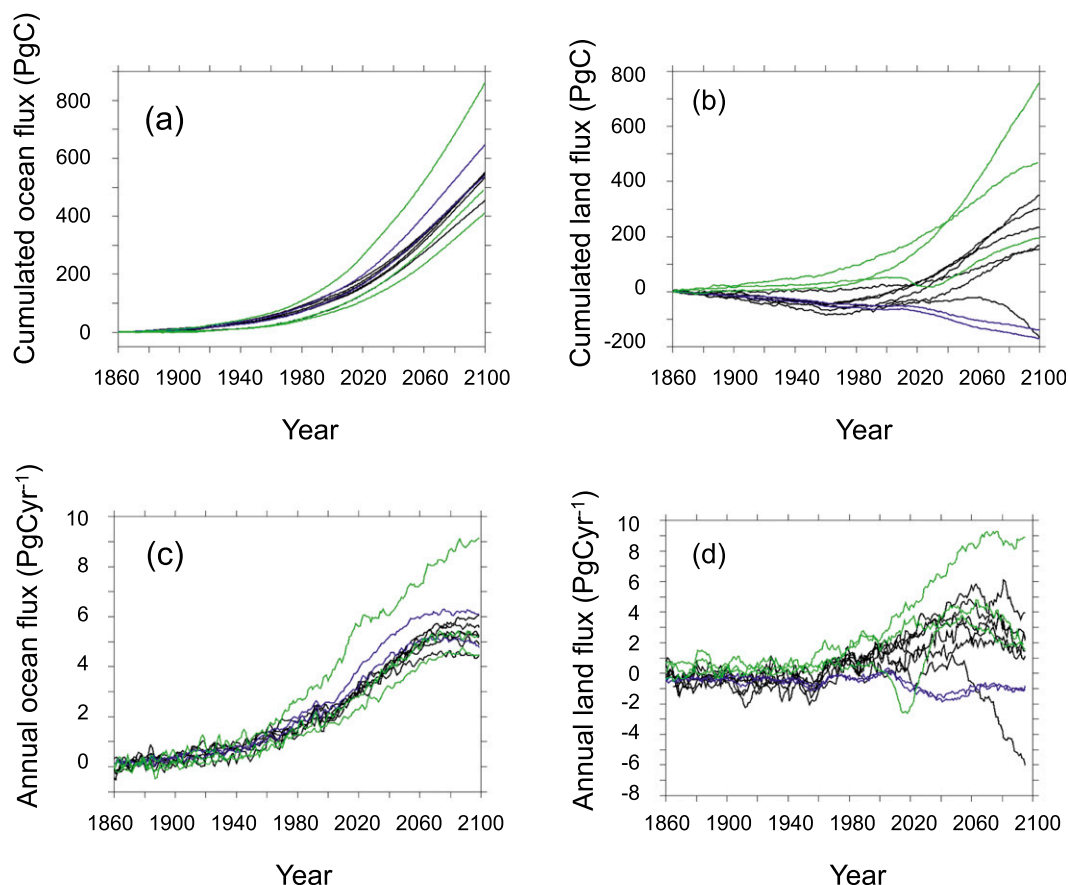 Cumulated ocean flux (PgC)
(a)
800
600
400
200
0
1860 1900 1940 1980 2020 2060 2100
Year
Cumulated land flux (PgC)
(b)
800
600
400
200
0
-200
1860 1900 1940 1980 2020 2060 2100
Year
Annual ocean flux (PgCyr⁻¹)
(c)
10
8
6
4
2
0
1860 1900 1940 1980 2020 2060 2100
Year
Annual land flux (PgCyr⁻¹)
(d)
10
8
6
4
2
0
-2
-4
-6
-8
1860 1900 1940 1980 2020 2060 2100
Year